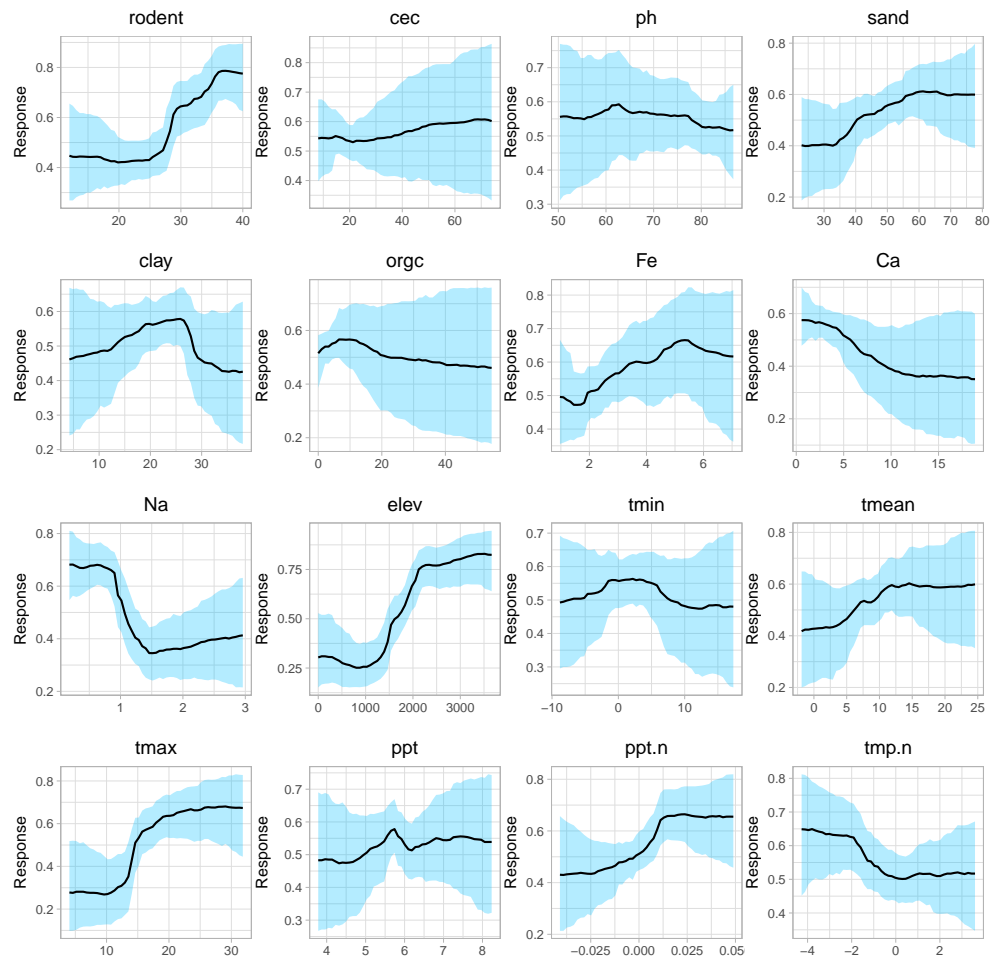 rodent cec ph sand
Response Response Response Response
0.8 0.6 0.4
0.8 0.7 0.6 0.5 0.4
0.7 0.6 0.5 0.4 0.3
0.8 0.6 0.4 0.2
20 30 40
20 40 60
50 60 70 80
30 40 50 60 70 80
clay orgc Fe Ca
Response Response Response Response
0.6 0.5 0.4 0.3 0.2
0.6 0.4 0.2
0.8 0.7 0.6 0.5 0.4
0.6 0.4 0.2
10 20 30
0 20 40
2 4 6
0 5 10 15
Na elev tmin tmean
Response Response Response Response
0.8 0.6 0.4 0.2
0.75 0.50 0.25
0.7 0.6 0.5 0.4 0.3
0.8 0.6 0.4 0.2
1 2 3
0 1000 2000 3000
−10 0 10
0 5 10 15 20 25
tmax ppt ppt.n tmp.n
Response Response Response Response
0.8 0.6 0.4 0.2
0.7 0.6 0.5 0.4 0.3
0.8 0.6 0.4 0.2
0.8 0.7 0.6 0.5 0.4
10 20 30
4 5 6 7 8
−0.025 0.000 0.025 0.050
−4 −2 0 2